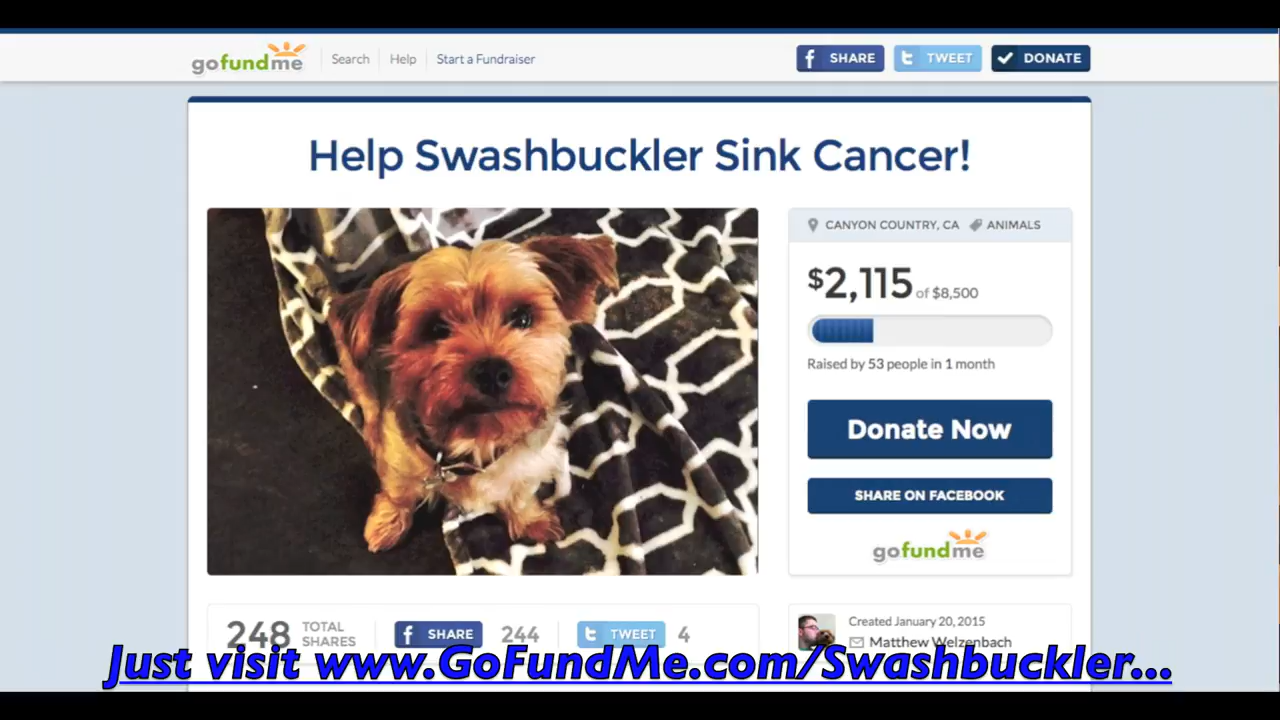 gofundme Search Help Start a Fundraiser SHARE TWEET DONATE
Help Swashbuckler Sink Cancer!
CANYON COUNTRY, CA ANIMALS
$2,115 of $8,500
Raised by 53 people in 1 month
Donate Now
SHARE ON FACEBOOK
gofundme
248 TOTAL SHARES SHARE 244 TWEET 4
Created January 20, 2015
Matthew Welzenbach
Just visit www.GoFundMe.com/Swashbuckler...